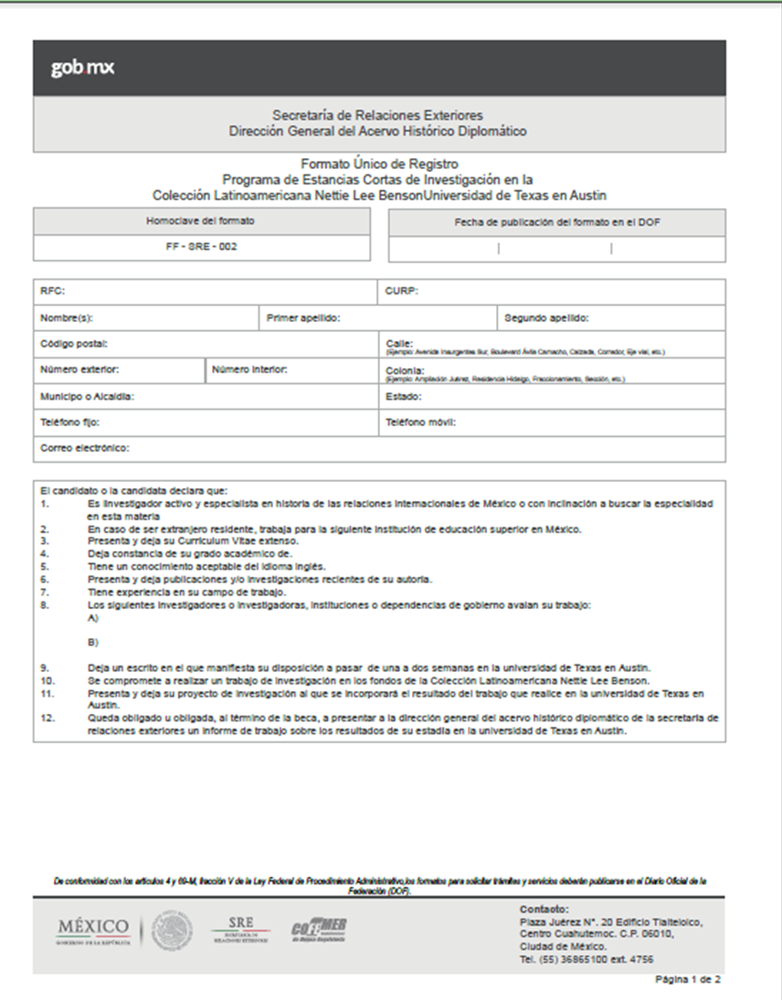 gob.mx
Secretaría de Relaciones Exteriores
Dirección General del Acervo Histórico Diplomático
Formato Único de Registro
Programa de Estancias Cortas de Investigación en la
Colección Latinoamericana Nettie Lee BensonUniversidad de Texas en Austin
Homoclave del formato
Fecha de publicación del formato en el DOF
FF - SRE - 002
| |
RFC:
CURP:
Nombre(s):
Primer apellido:
Segundo apellido:
Código postal:
Calle:
(Ejemplo: Avenida Insurgentes Sur, Boulevard Ávila Camacho, Calzada, Corredor, Eje vial, etc.)
Número exterior:
Número Interior:
Colonia:
(Ejemplo: Ampliación Juárez, Residencia Hidalgo, Fraccionamiento, Sección, etc.)
Municipo o Alcaldía:
Estado:
Teléfono fijo:
Teléfono móvil:
Correo electrónico:
El candidato o la candidata declara que:
1. Es Investigador activo y especialista en historia de las relaciones internacionales de México o con inclinación a buscar la especialidad
en esta materia
2. En caso de ser extranjero residente, trabaja para la siguiente institución de educación superior en México.
3. Presenta y deja su Curriculum Vitae extenso.
4. Deja constancia de su grado académico de.
5. Tiene un conocimiento aceptable del idioma Inglés.
6. Presenta y deja publicaciones y/o investigaciones recientes de su autoría.
7. Tiene experiencia en su campo de trabajo.
8. Los siguientes investigadores o investigadoras, instituciones o dependencias de gobierno avalan su trabajo:
A)
B)
9. Deja un escrito en el que manifiesta su disposición a pasar de una a dos semanas en la universidad de Texas en Austin.
10. Se compromete a realizar un trabajo de investigación en los fondos de la Colección Latinoamericana Nettie Lee Benson.
11. Presenta y deja su proyecto de investigación al que se incorporará el resultado del trabajo que realice en la universidad de Texas en
Austin.
12. Queda obligado u obligada, al término de la beca, a presentar a la dirección general del acervo histórico diplomático de la secretaria de
relaciones exteriores un informe de trabajo sobre los resultados de su estadía en la universidad de Texas en Austin.
De conformidad con los artículos 4 y 69-M, fracción V de la Ley Federal de Procedimiento Administrativo,los formatos para solicitar trámites y servicios deberán publicarse en el Diario Oficial de la
Federación (DOF).
MÉXICO
GOBIERNO DE LA REPÚBLICA
SRE
SECRETARÍA DE
RELACIONES EXTERIORES
COFEMER
de Mejora Regulatoria
Contacto:
Plaza Juárez N°. 20 Edificio Tlaltelolco,
Centro Cuahutemoc. C.P. 06010,
Ciudad de México.
Tel. (55) 36865100 ext. 4756
Página 1 de 2